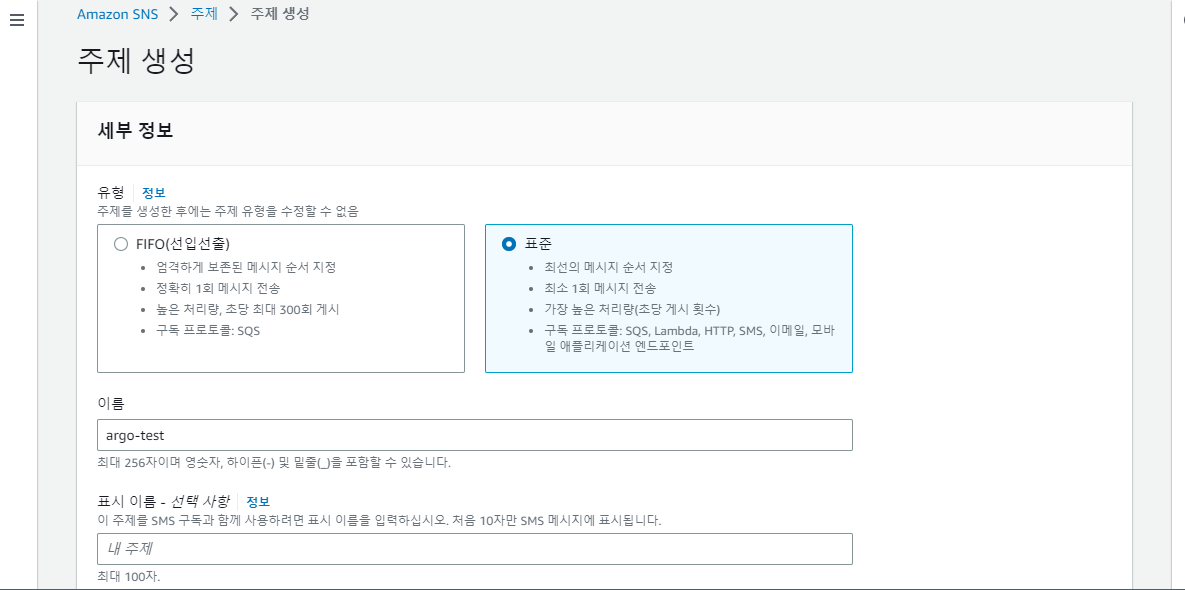 Amazon SNS > 주제 > 주제 생성
주제 생성
세부 정보
유형 정보
주제를 생성한 후에는 주제 유형을 수정할 수 없음
FIFO(선입선출)
• 엄격하게 보존된 메시지 순서 지정
• 정확히 1회 메시지 전송
• 높은 처리량, 초당 최대 300회 게시
• 구독 프로토콜: SQS
표준
• 최선의 메시지 순서 지정
• 최소 1회 메시지 전송
• 가장 높은 처리량(초당 게시 횟수)
• 구독 프로토콜: SQS, Lambda, HTTP, SMS, 이메일, 모바
일 애플리케이션 엔드포인트
이름
argo-test
최대 256자이며 영숫자, 하이픈(-) 및 밑줄(_)을 포함할 수 있습니다.
표시 이름 - 선택 사항 정보
이 주제를 SMS 구독과 함께 사용하려면 표시 이름을 입력하십시오. 처음 10자만 SMS 메시지에 표시됩니다.
내 주제
최대 100자.